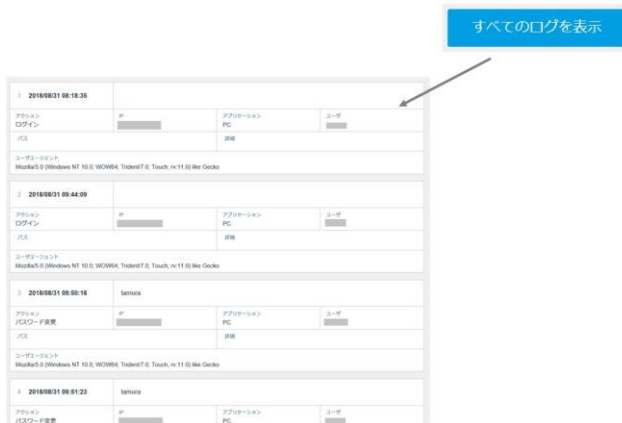 すべてのログを表示
1 2018/08/31 08:18:35
アクション IP アプリケーション ユーザ
ログイン PC
パス 詳細
ユーザエージェント
Mozilla/5.0 (Windows NT 10.0; WOW64; Trident/7.0; Touch; rv:11.0) like Gecko
2 2018/08/31 09:44:09
アクション IP アプリケーション ユーザ
ログイン PC
パス 詳細
ユーザエージェント
Mozilla/5.0 (Windows NT 10.0; WOW64; Trident/7.0; Touch; rv:11.0) like Gecko
3 2018/08/31 09:50:18 tamura
アクション IP アプリケーション ユーザ
パスワード変更 PC
パス 詳細
ユーザエージェント
Mozilla/5.0 (Windows NT 10.0; WOW64; Trident/7.0; Touch; rv:11.0) like Gecko
4 2018/08/31 09:51:23 tamura
アクション IP アプリケーション ユーザ
パスワード変更 PC